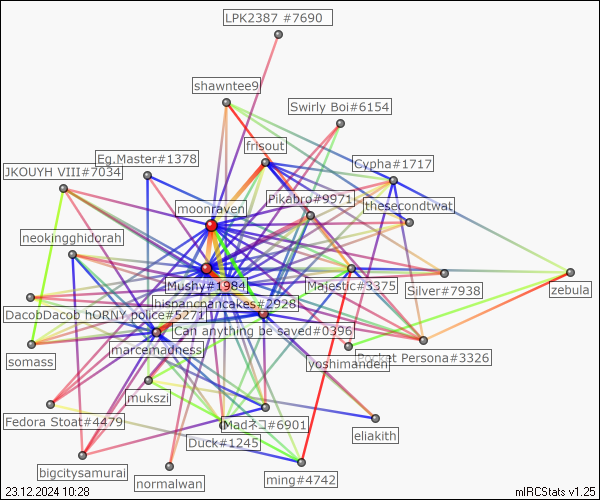 LPK2387 #7690
shawntee9
Swirly Boi#6154
frisout
Eg.Master#1378
Cypha#1717
JKOUYH VIII#7034
Pikabro#9971
thesecondtwat
moonraven
neokingghidorah
Mushy#1984
Majestic#3375
Silver#7938
zebula
hispanicpancakes#2928
DacobDacob hORNY police#5271
Can anything be saved#0396
marcemadness
somass
yoshimanden
Pocket Persona#3326
mukszi
Fedora Stoat#4479
Madネコ#6901
eliakith
Duck#1245
bigcitysamurai
normalwan
ming#4742
23.12.2024 10:28
mIRCStats v1.25